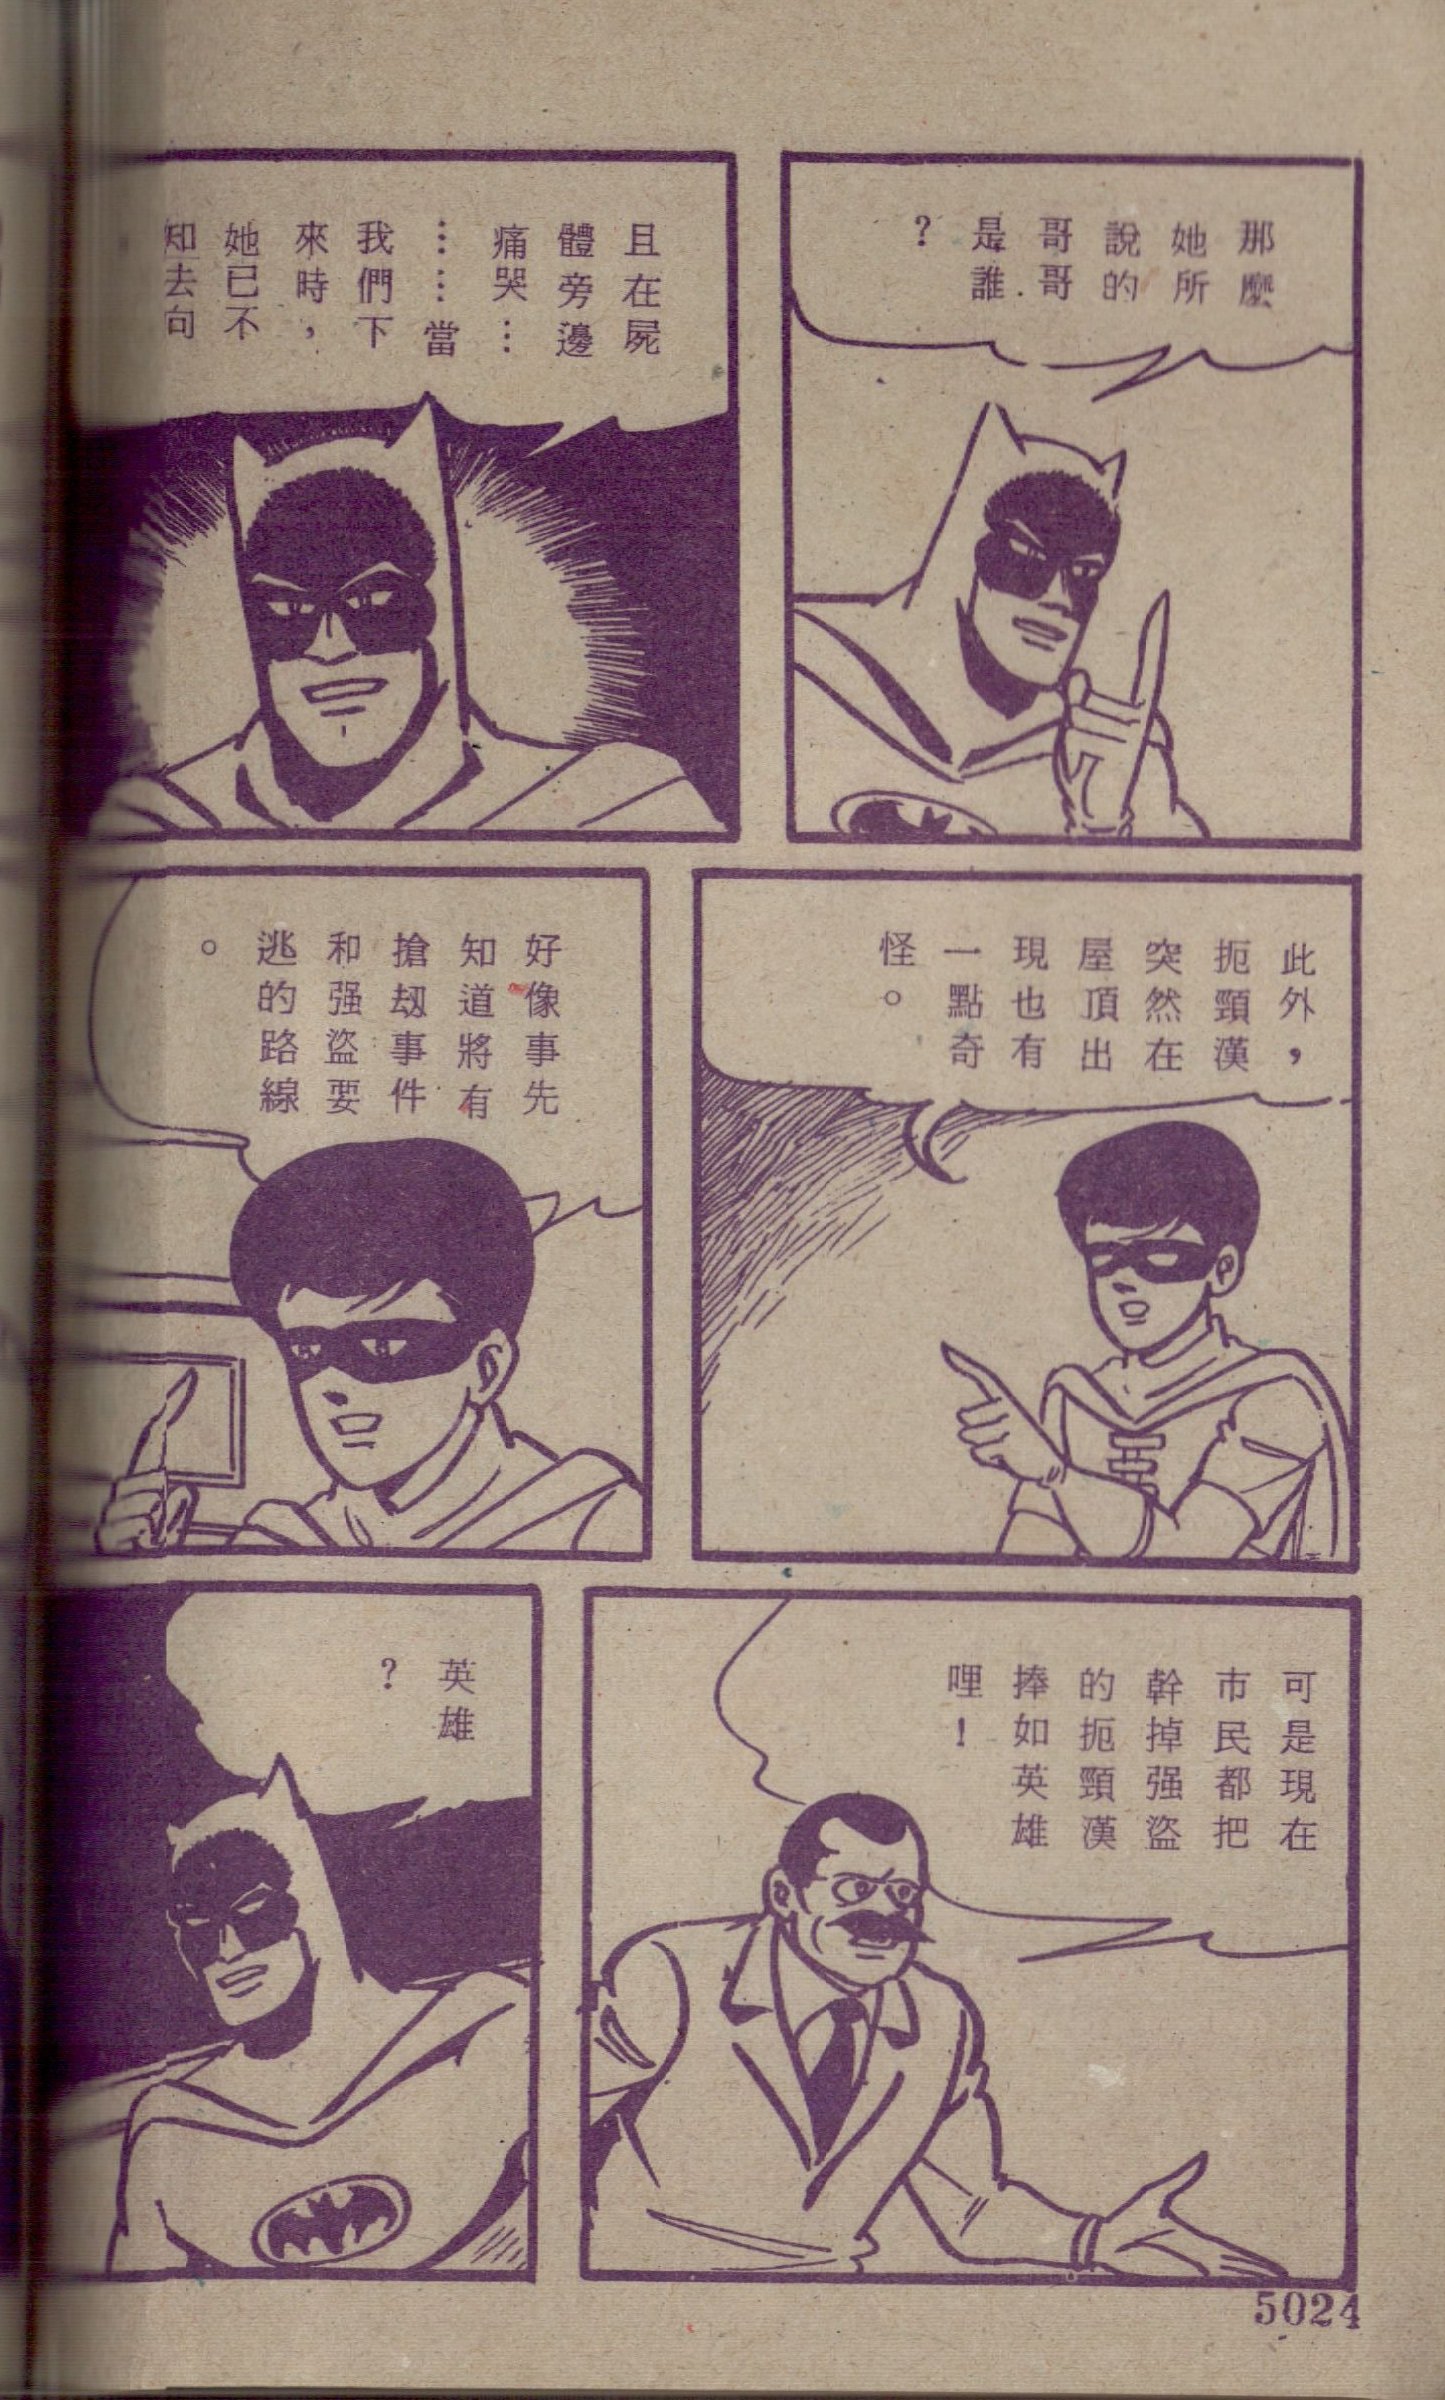 那麼
她所
說的
哥哥
是誰
？
且在屍
體旁邊
痛哭…
……當
我們下
來時，
她已不
知去向
此外，
扼頸漢
突然在
屋頂出
現也有
一點奇
怪。
好像事先
知道將有
搶刼事件
和强盜要
逃的路線
。
可是現在
市民都把
幹掉强盜
的扼頸漢
捧如英雄
哩！
英雄
？
5024